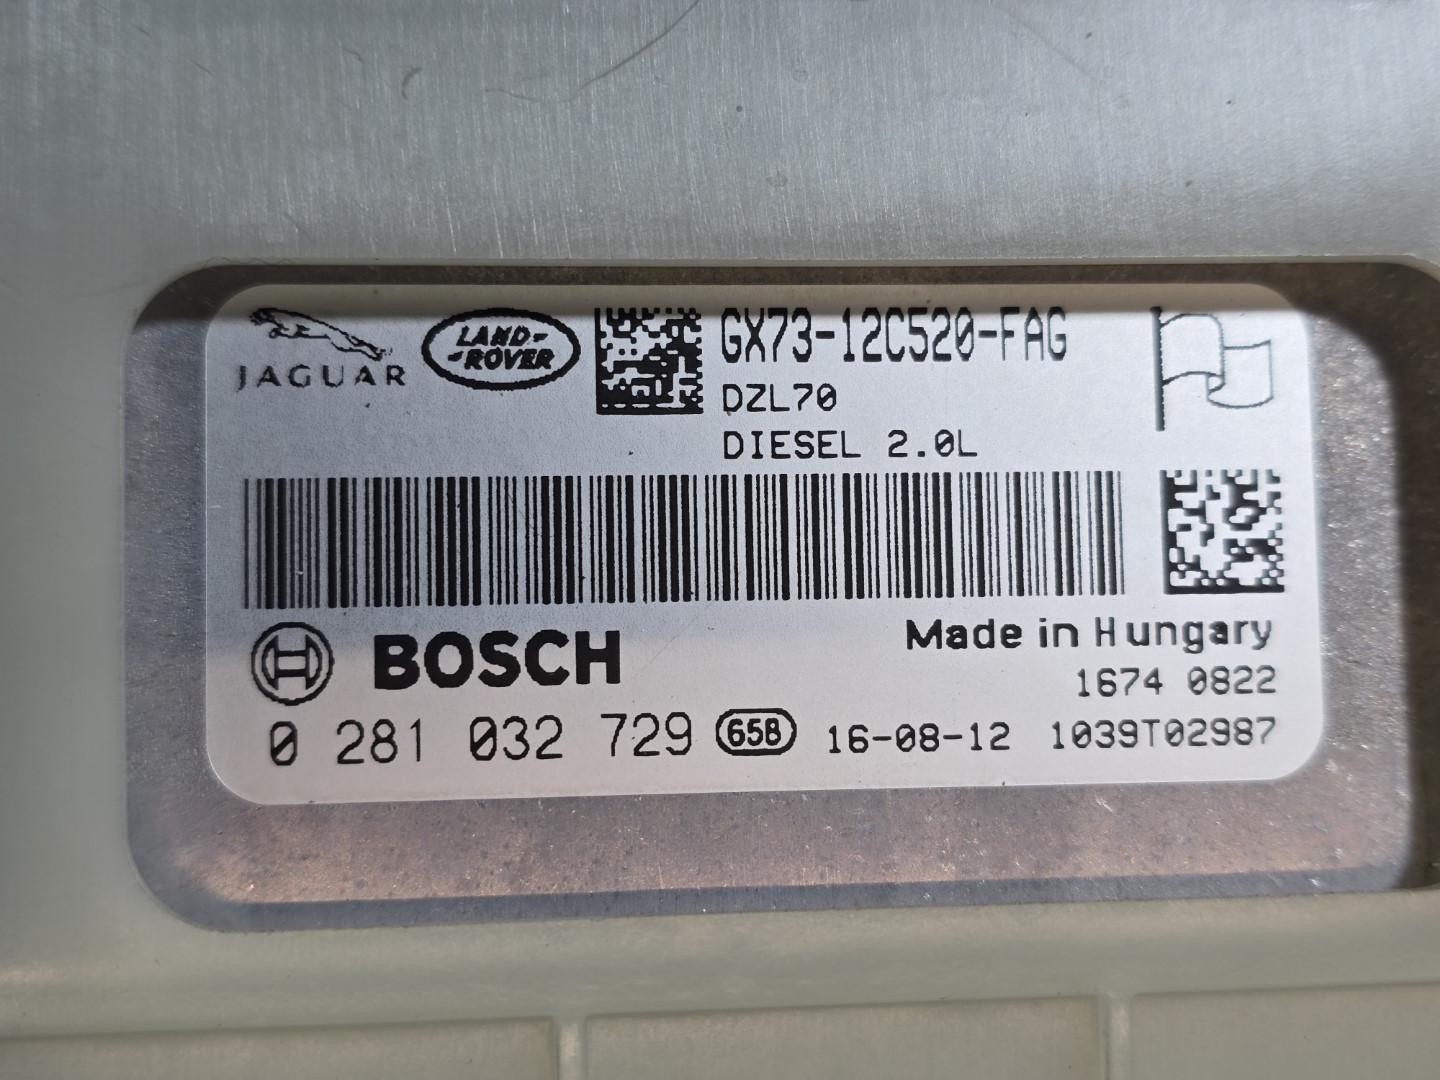 JAGUAR
LAND-
-ROVER
GX73-12C520-FAG
DZL70
DIESEL 2.0L
BOSCH
Made in Hungary
1674 0822
0 281 032 729 65B 16-08-12 1039T02987